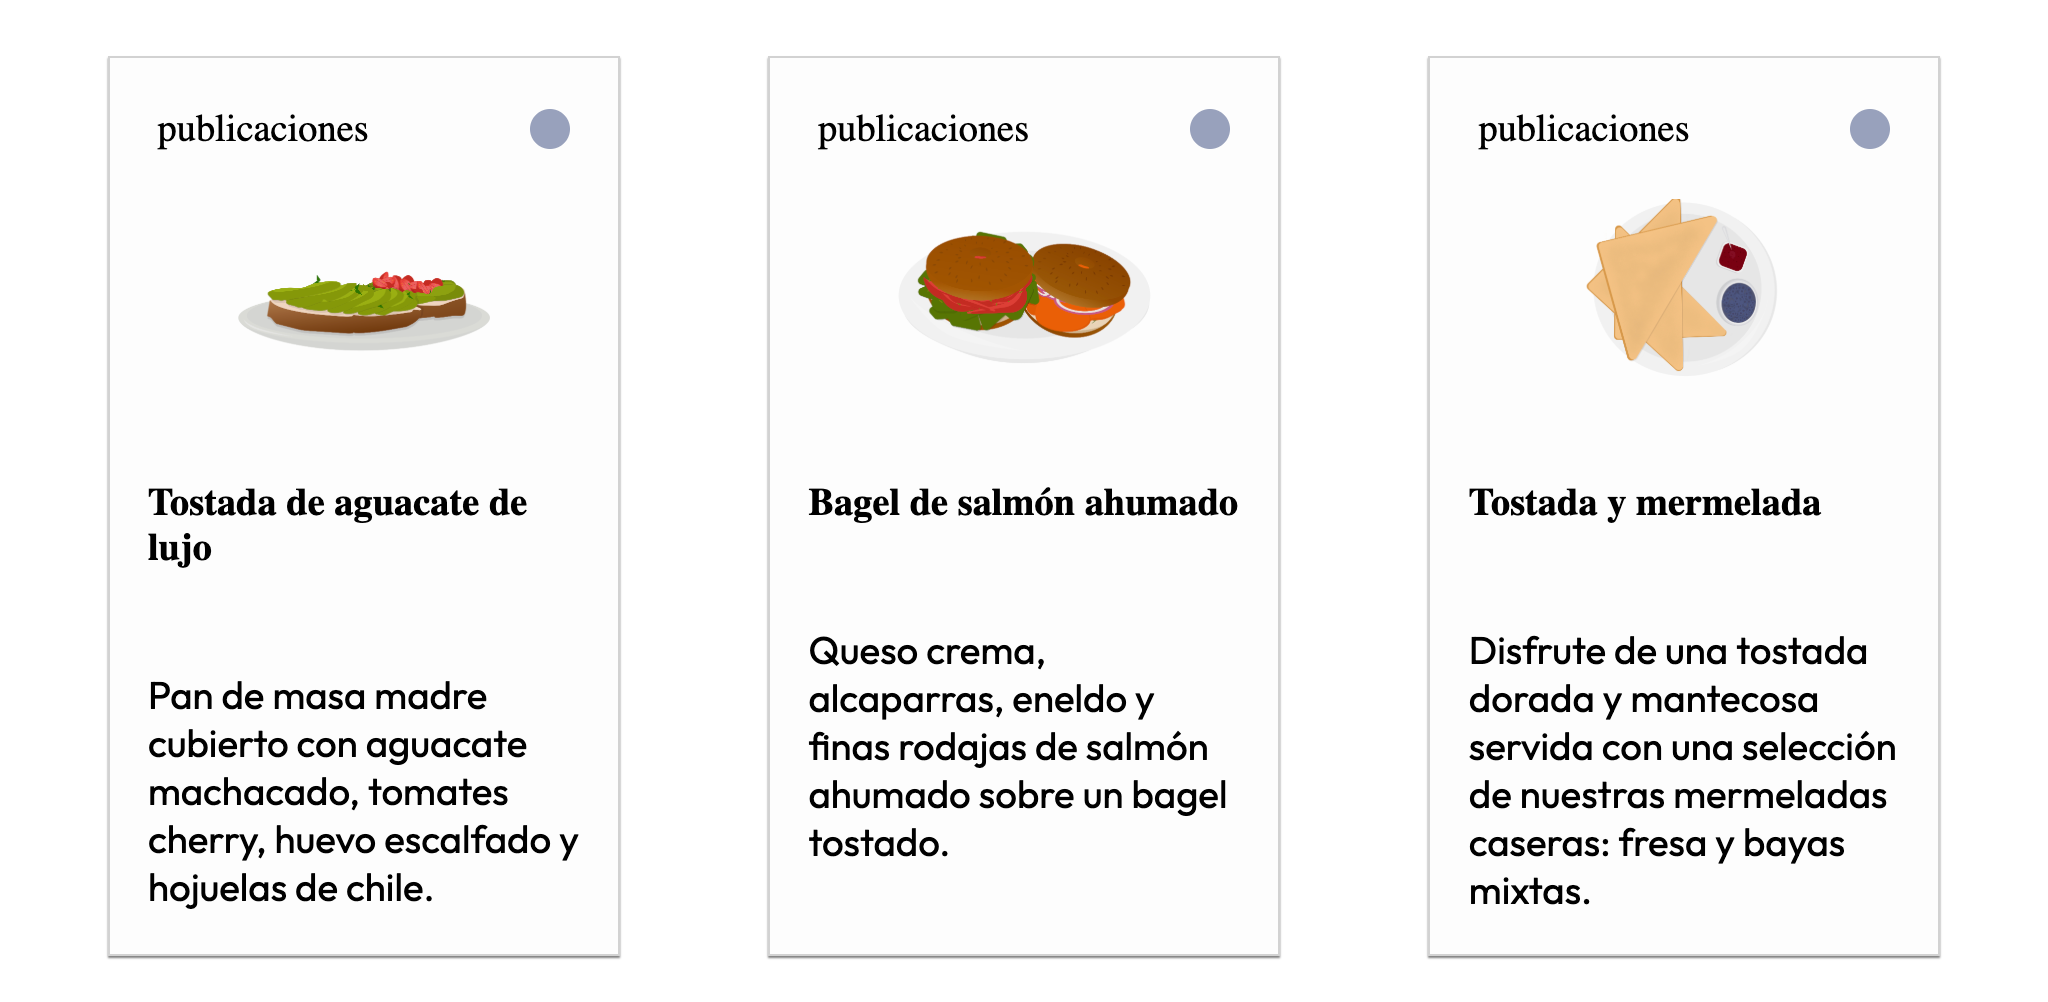 publicaciones
Tostada de aguacate de
lujo
Pan de masa madre
cubierto con aguacate
machacado, tomates
cherry, huevo escalfado y
hojuelas de chile.
publicaciones
Bagel de salmón ahumado
Queso crema,
alcaparras, eneldo y
finas rodajas de salmón
ahumado sobre un bagel
tostado.
publicaciones
Tostada y mermelada
Disfrute de una tostada
dorada y mantecosa
servida con una selección
de nuestras mermeladas
caseras: fresa y bayas
mixtas.